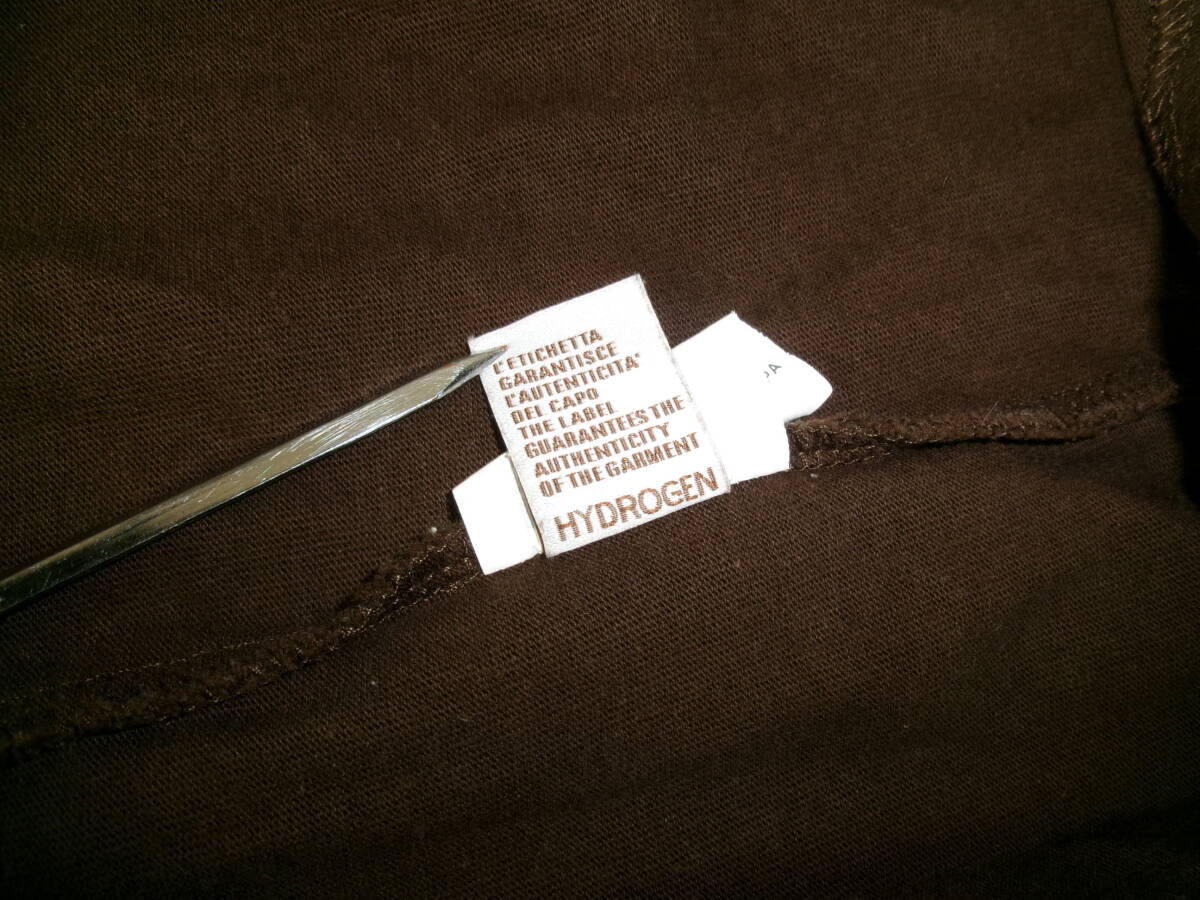 L'ETICHETTA
GARANTISCE
L'AUTENTICITA'
DEL CAPO
THE LABEL
GUARANTEES THE
AUTHENTICITY
OF THE GARMENT
HYDROGEN